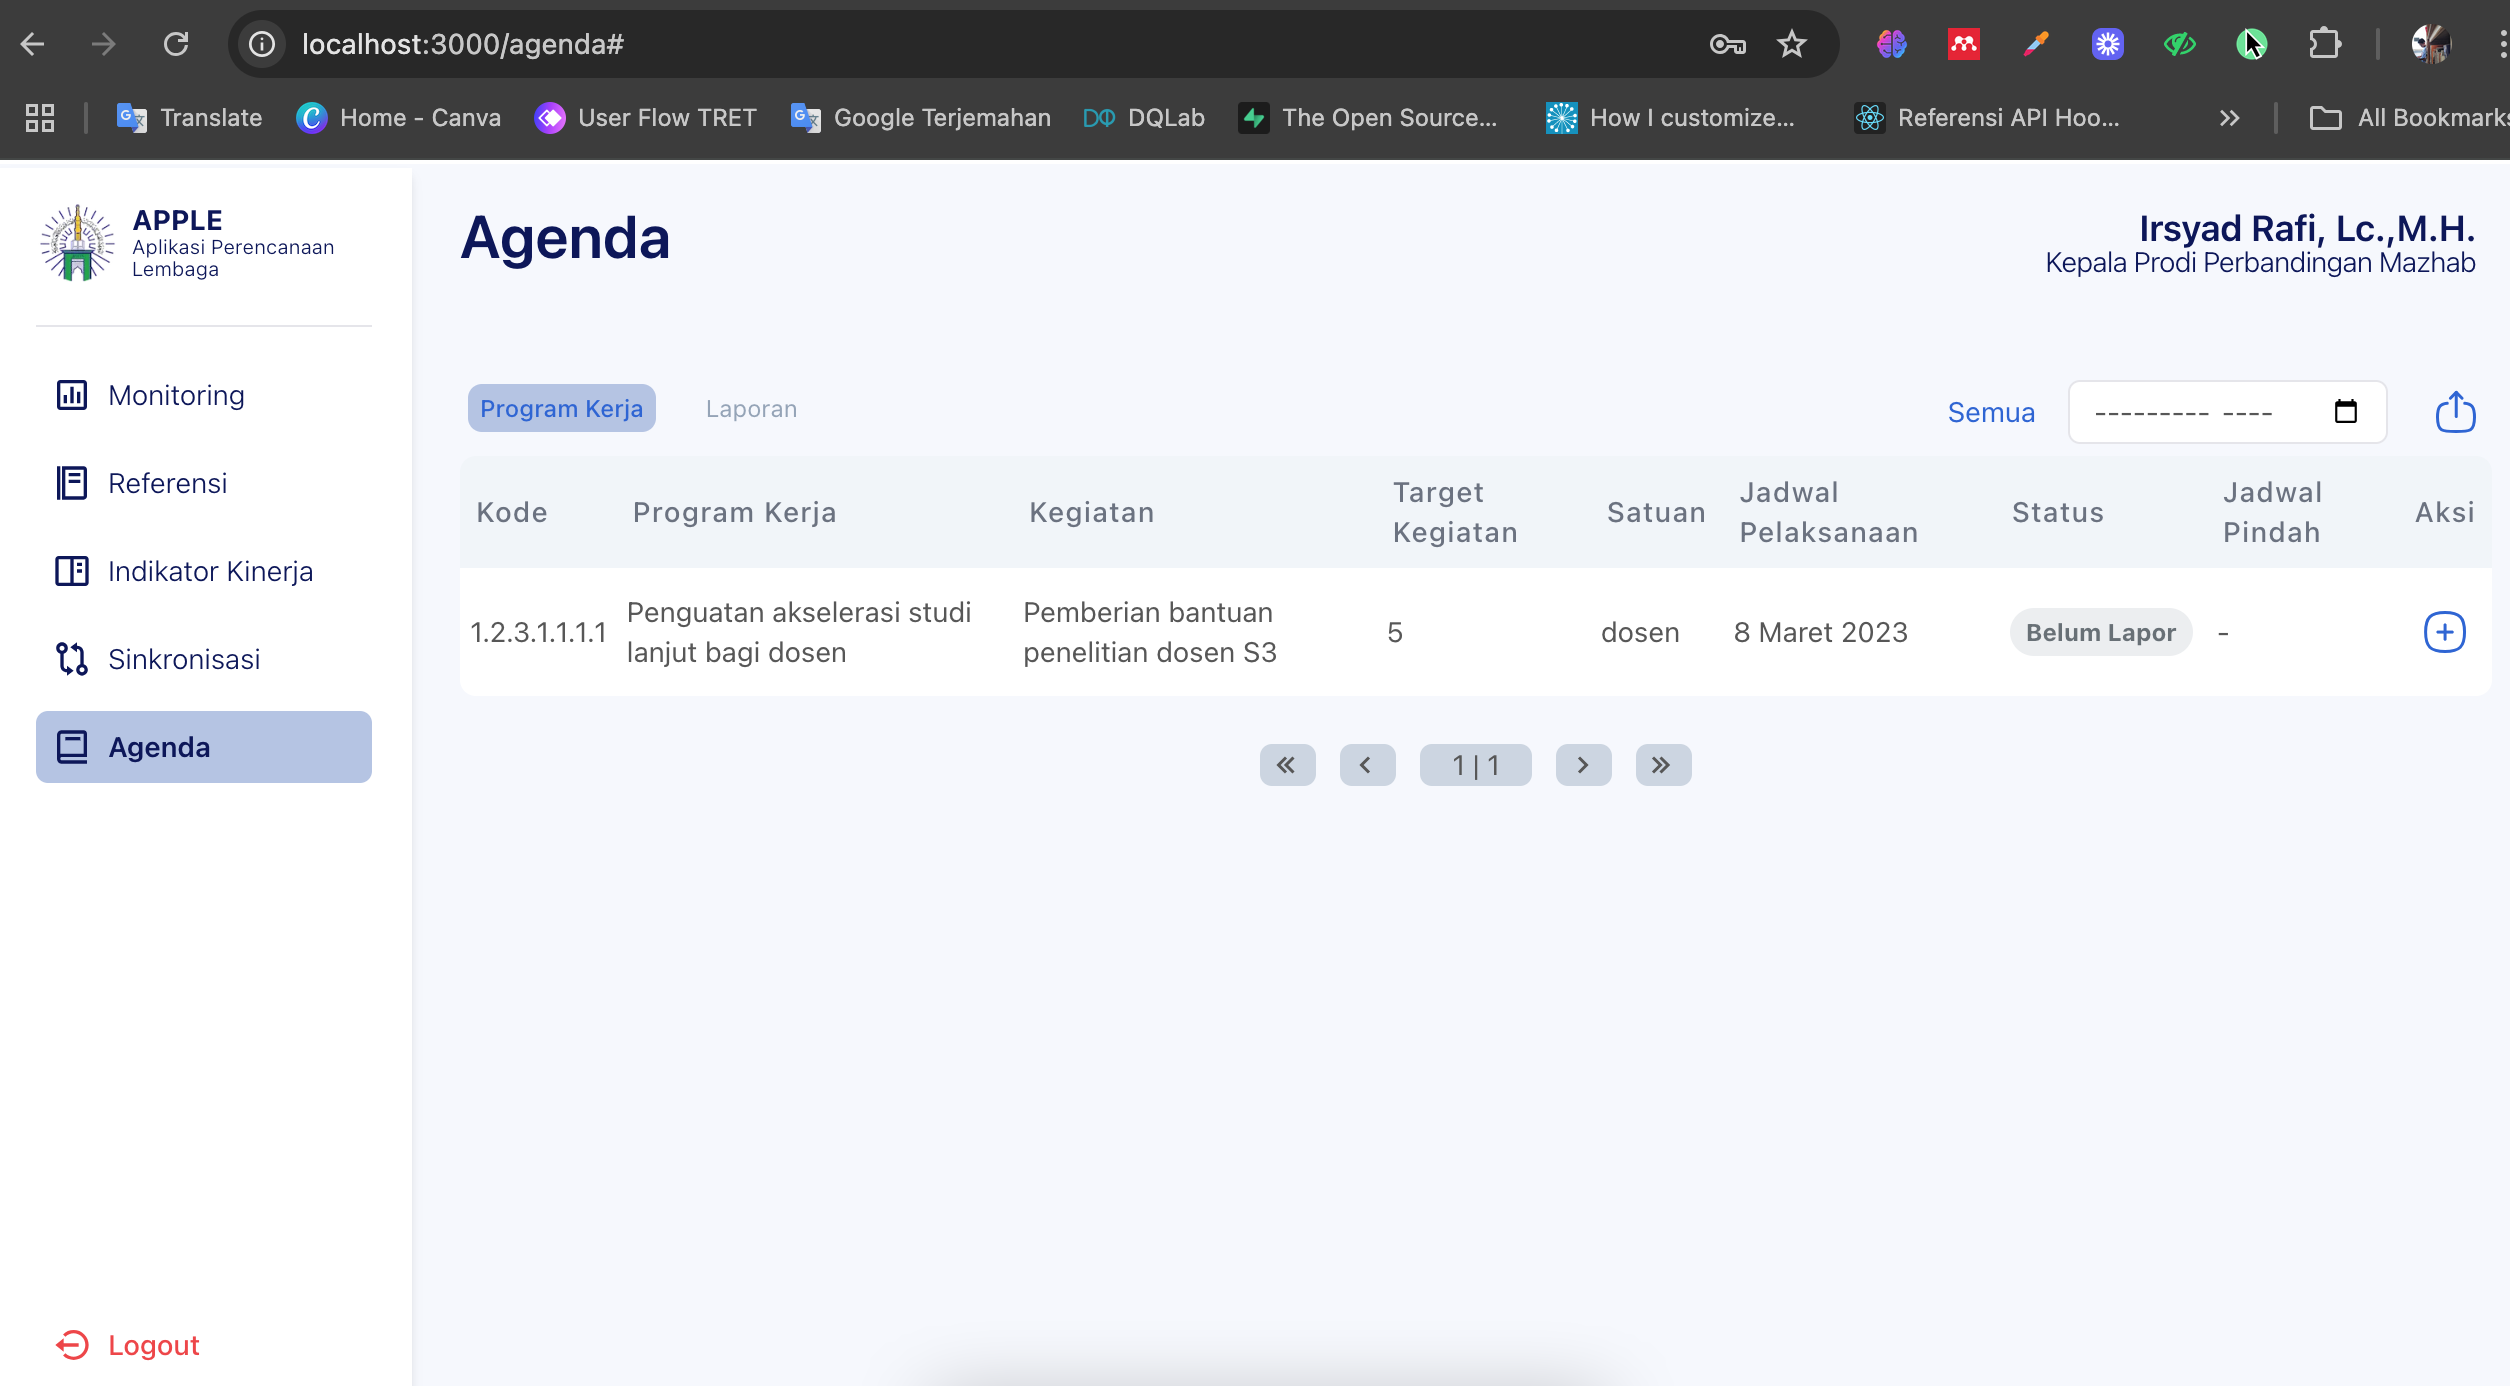 localhost:3000/agenda#
Translate
Home - Canva
User Flow TRET
Google Terjemahan
DQLab
The Open Source...
How I customize...
Referensi API Hoo...
All Bookmarks
APPLE
Aplikasi Perencanaan
Lembaga
Monitoring
Referensi
Indikator Kinerja
Sinkronisasi
Agenda
Logout
Agenda
Irsyad Rafi, Lc.,M.H.
Kepala Prodi Perbandingan Mazhab
Program Kerja
Laporan
Semua
--------- ----
Kode
Program Kerja
Kegiatan
Target
Kegiatan
Satuan
Jadwal
Pelaksanaan
Status
Jadwal
Pindah
Aksi
1.2.3.1.1.1.1
Penguatan akselerasi studi
lanjut bagi dosen
Pemberian bantuan
penelitian dosen S3
5
dosen
8 Maret 2023
Belum Lapor
-
1 | 1